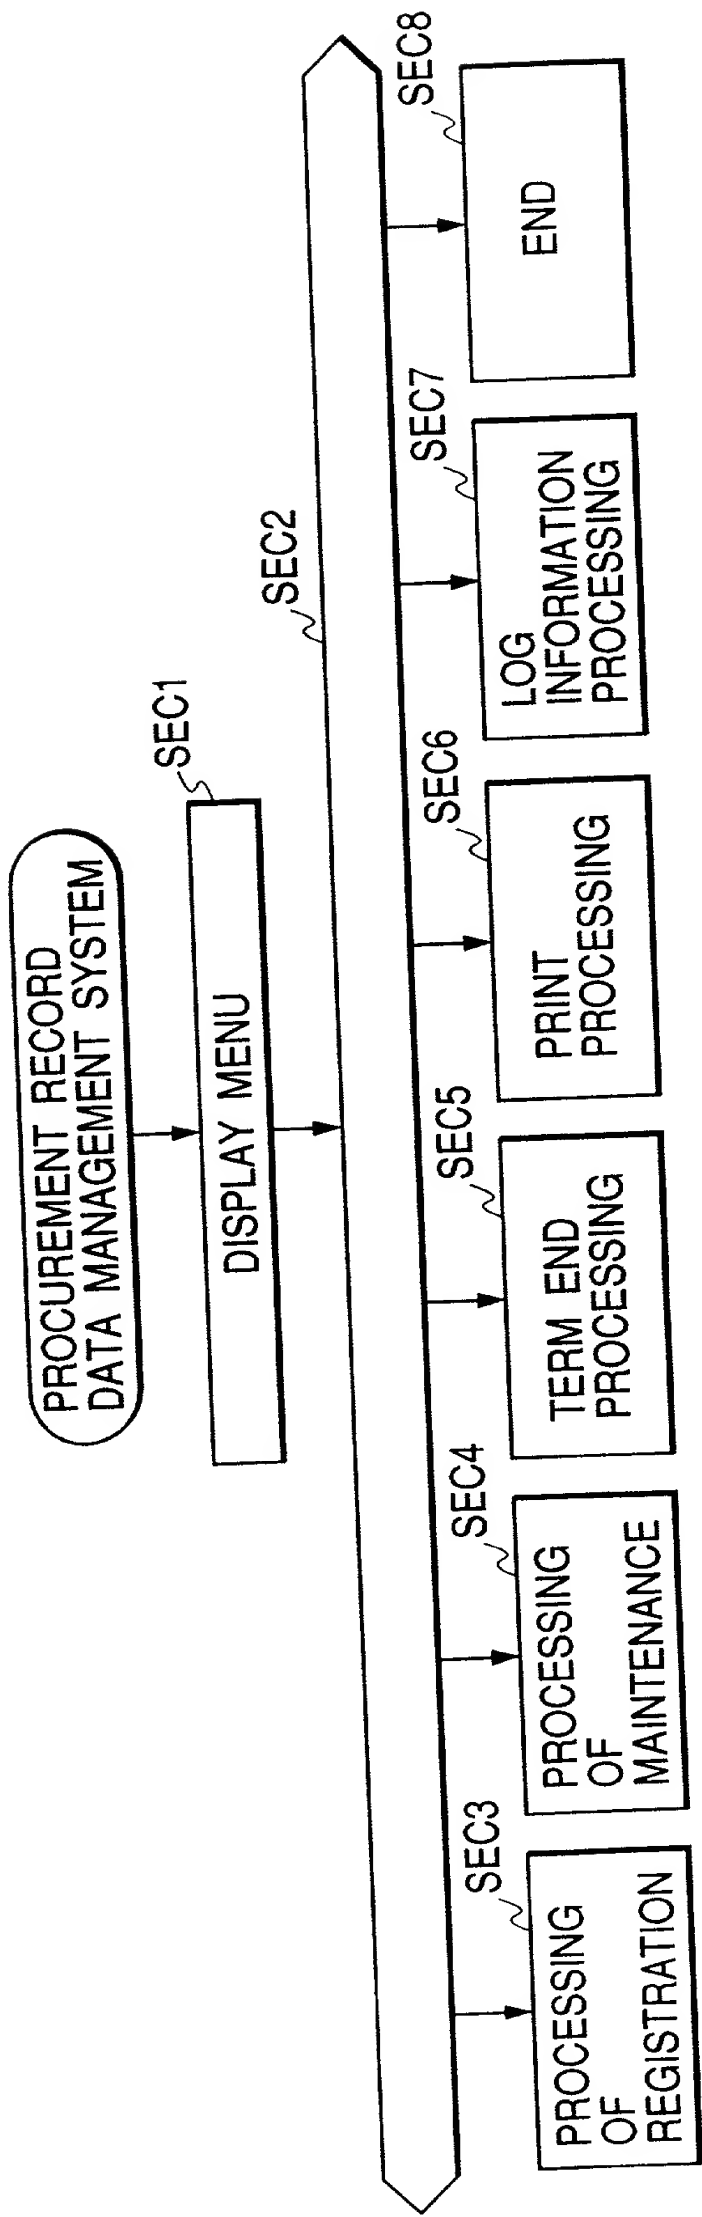 PROCUREMENT RECORD
DATA MANAGEMENT SYSTEM
SEC1
DISPLAY MENU
SEC2
SEC3
PROCESSING
OF
REGISTRATION
SEC4
PROCESSING
OF
MAINTENANCE
SEC5
TERM END
PROCESSING
SEC6
PRINT
PROCESSING
SEC7
LOG
INFORMATION
PROCESSING
SEC8
END